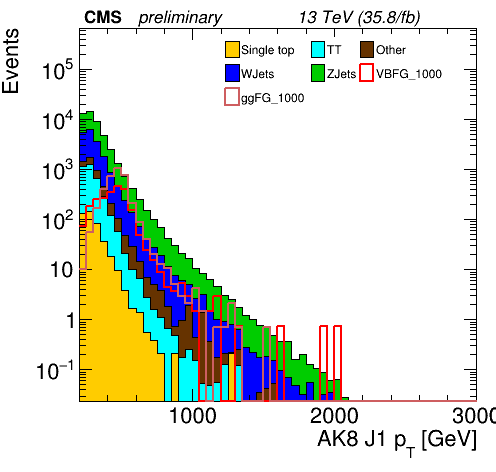 CMS preliminary 13 TeV (35.8/fb)
Events
Single top TT Other
WJets ZJets VBFG_1000
ggFG_1000
10^5
10^4
10^3
10^2
10
1
10^−1
1000 2000 3000
AK8 J1 p_T [GeV]